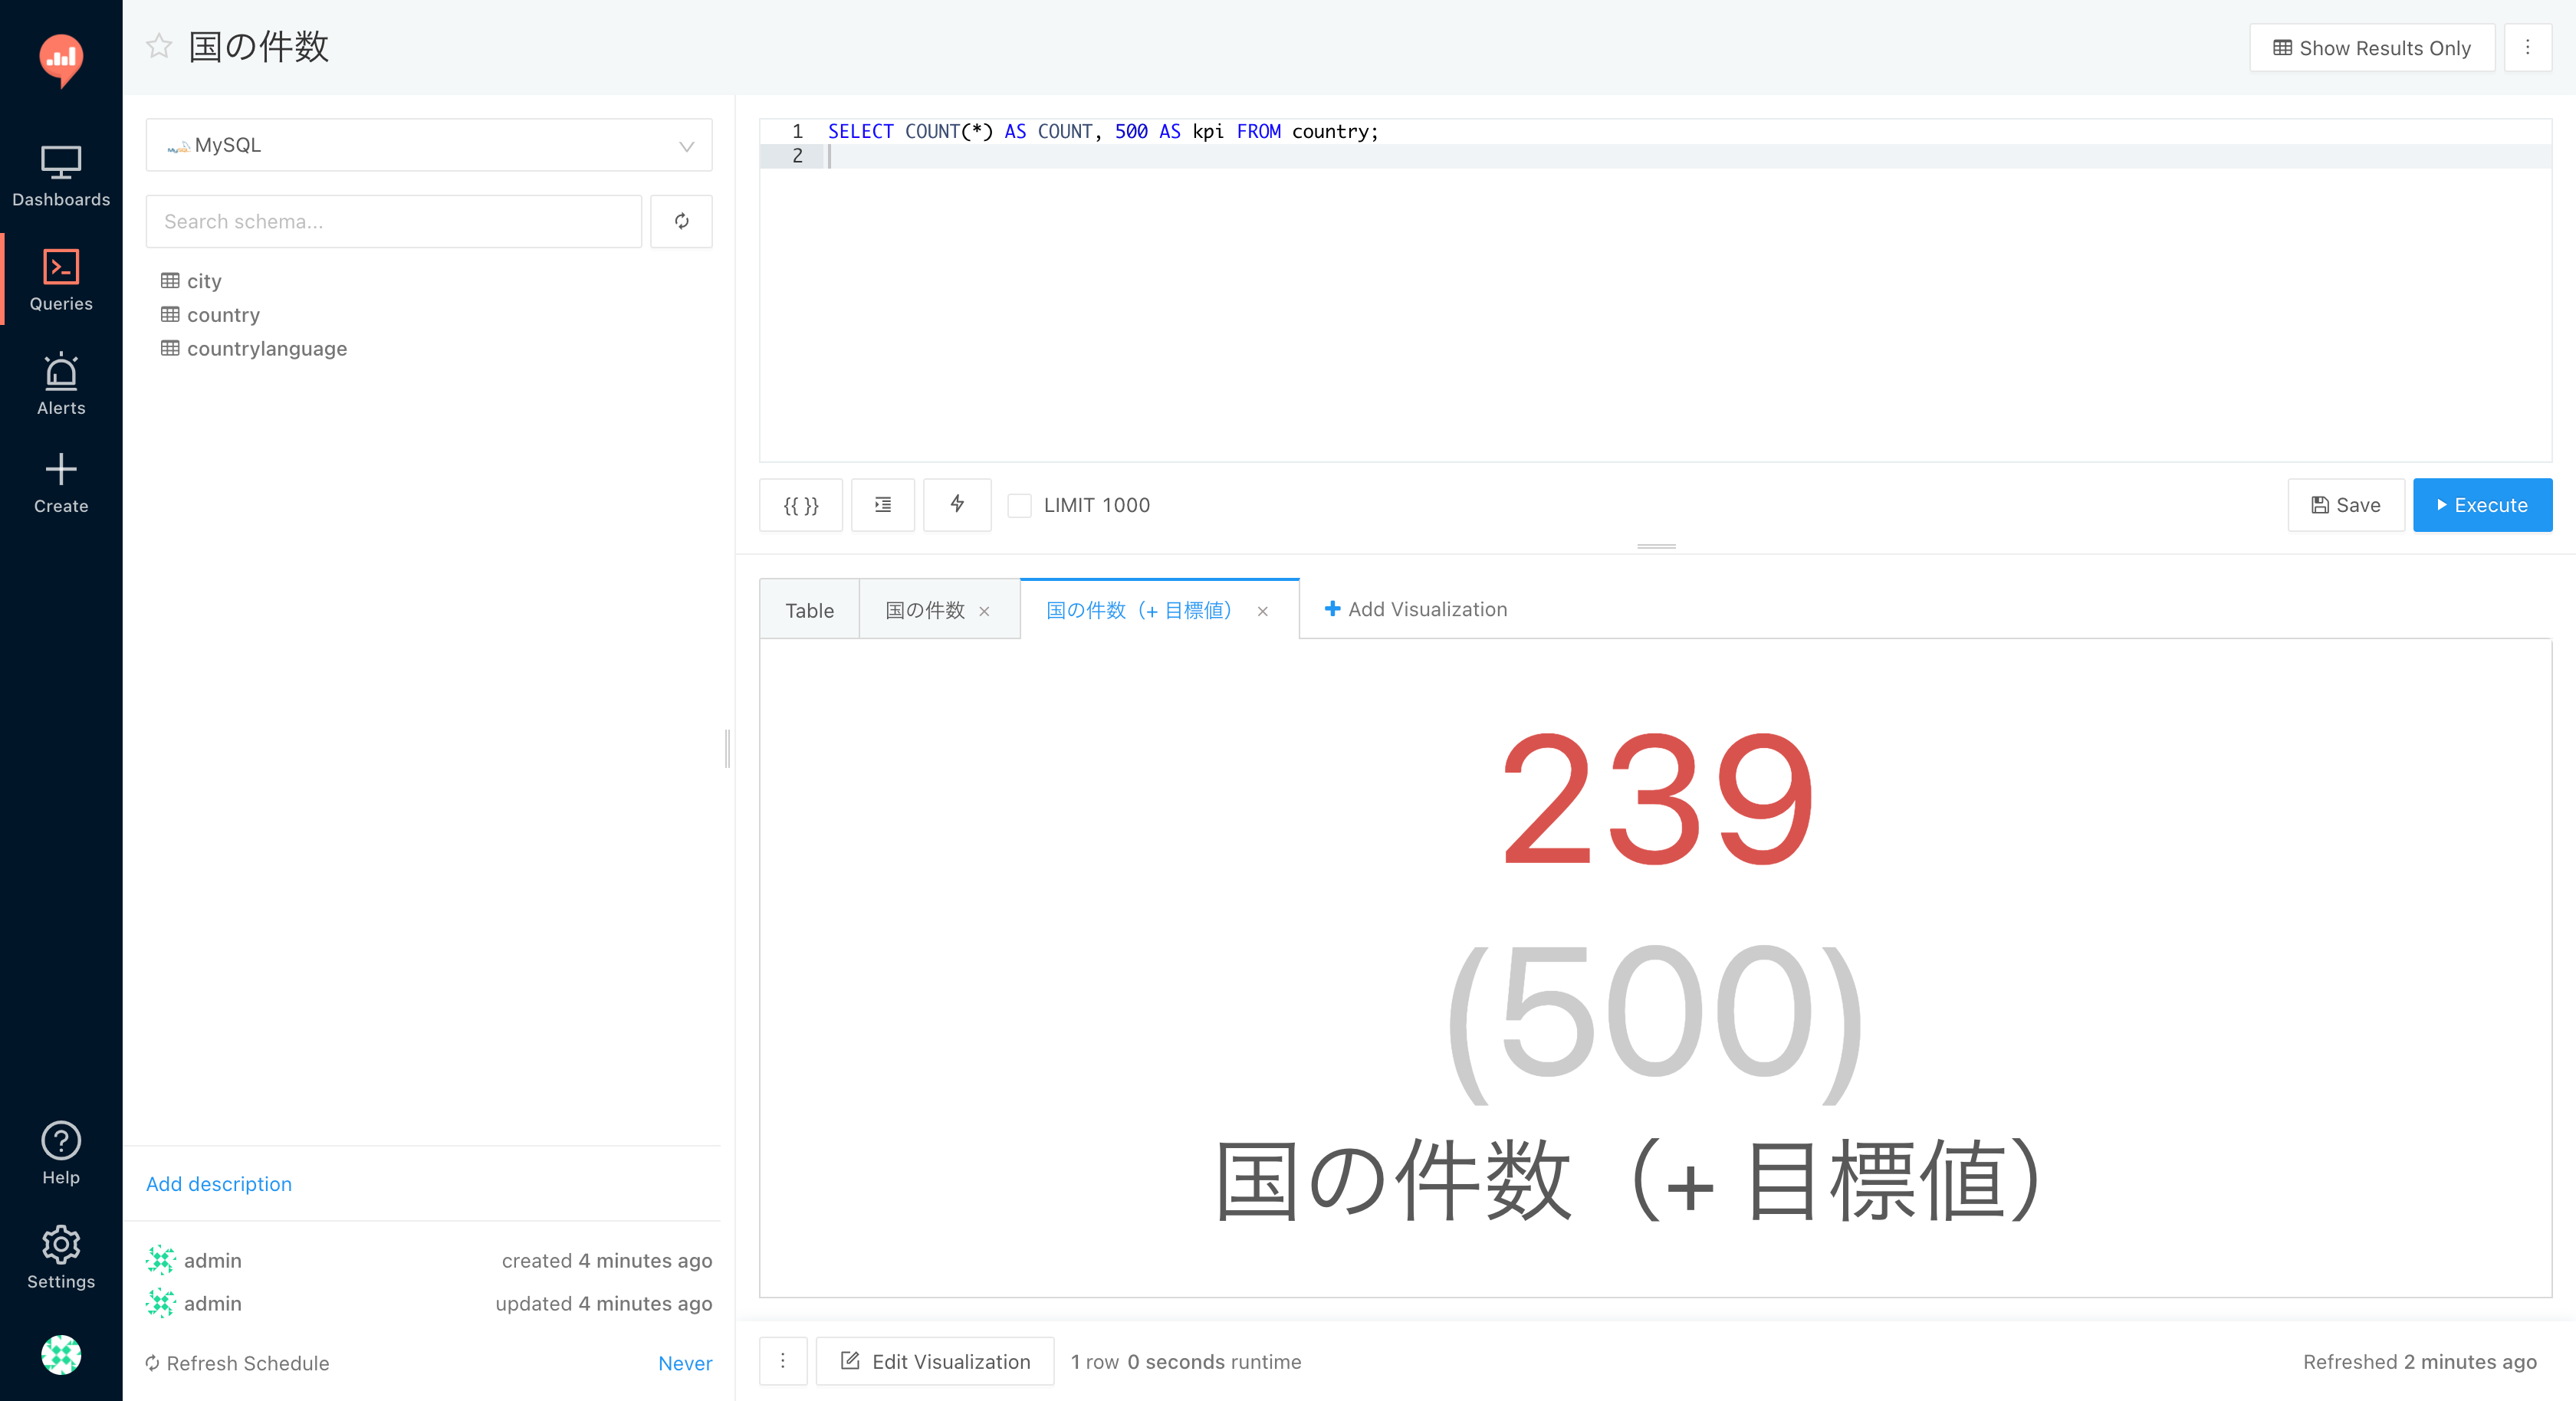 国の件数
Show Results Only
Dashboards
Queries
Alerts
Create
Help
Settings
MySQL
Search schema...
city
country
countrylanguage
Add description
admin created 4 minutes ago
admin updated 4 minutes ago
Refresh Schedule Never
1 SELECT COUNT(*) AS COUNT, 500 AS kpi FROM country;
2
{{ }} LIMIT 1000 Save Execute
Table 国の件数 × 国の件数（+ 目標値） × Add Visualization
239
(500)
国の件数（+ 目標値）
Edit Visualization 1 row 0 seconds runtime Refreshed 2 minutes ago